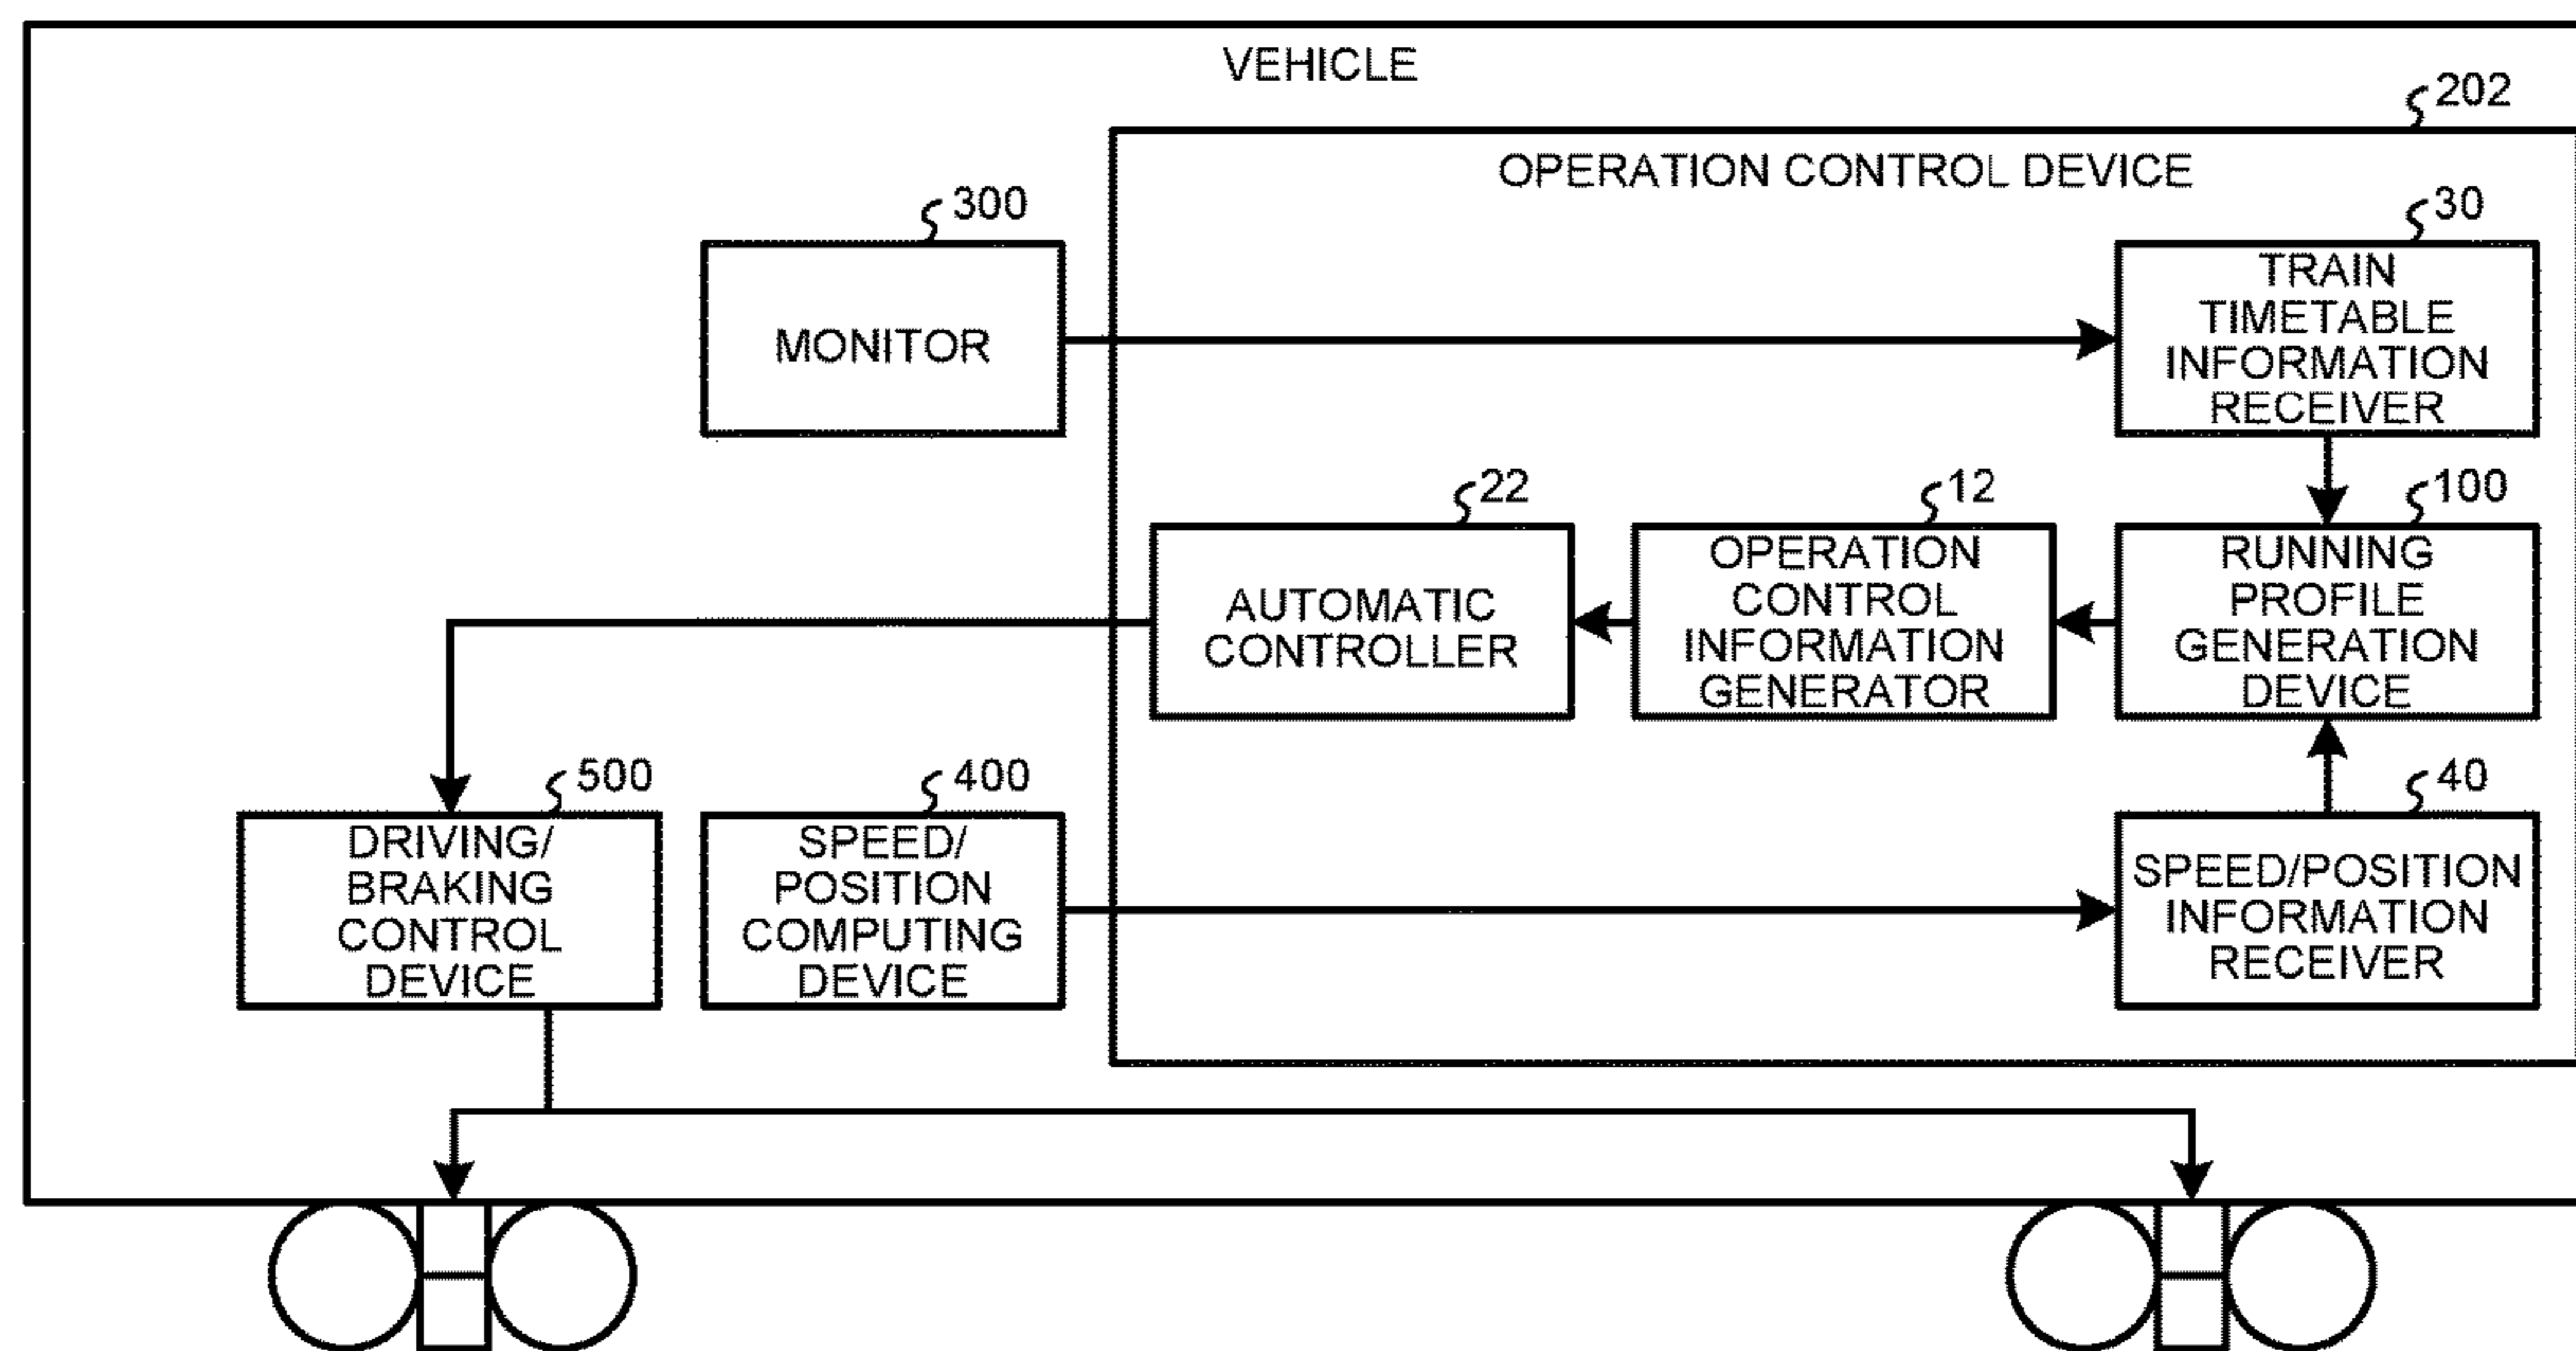 VEHICLE
202
OPERATION CONTROL DEVICE
300
MONITOR
30
TRAIN
TIMETABLE
INFORMATION
RECEIVER
22
AUTOMATIC
CONTROLLER
12
OPERATION
CONTROL
INFORMATION
GENERATOR
100
RUNNING
PROFILE
GENERATION
DEVICE
500
DRIVING/
BRAKING
CONTROL
DEVICE
400
SPEED/
POSITION
COMPUTING
DEVICE
40
SPEED/POSITION
INFORMATION
RECEIVER